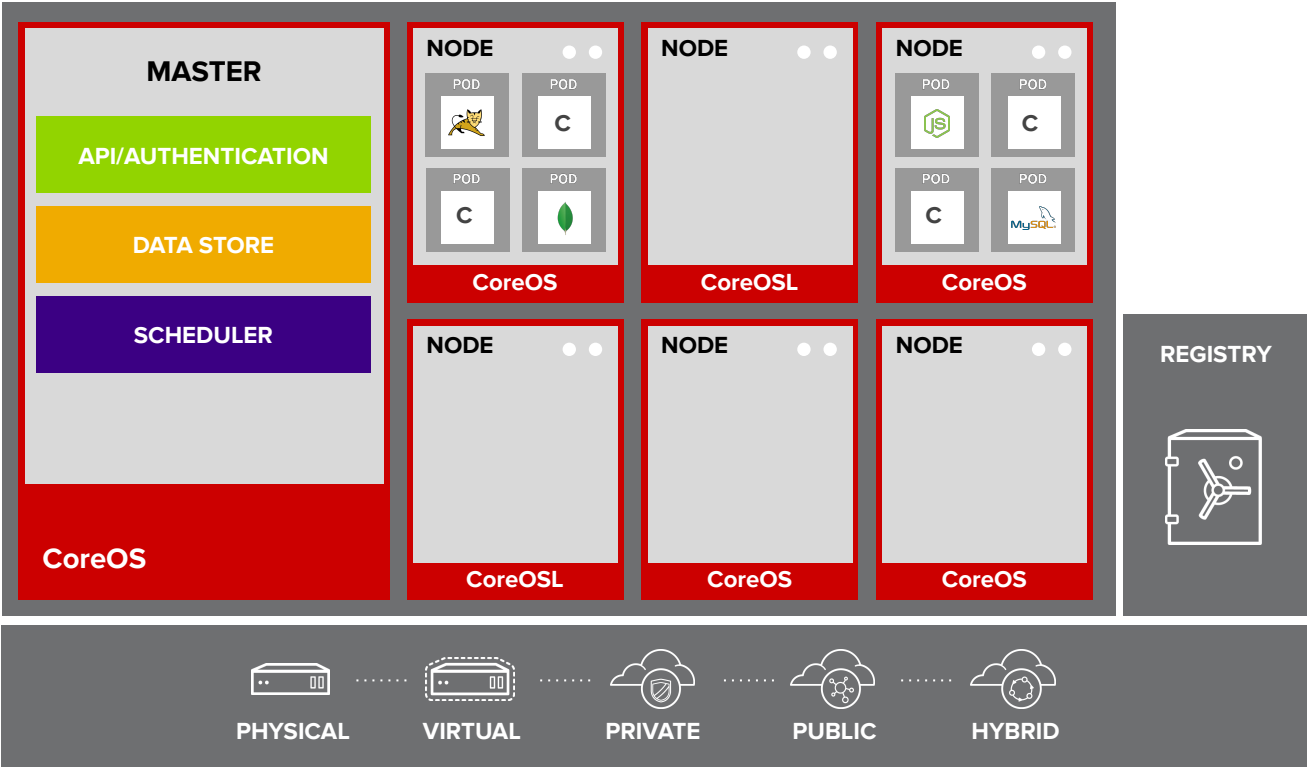 MASTER
API/AUTHENTICATION
DATA STORE
SCHEDULER
CoreOS
NODE
POD
POD
C
POD
POD
C
CoreOS
NODE
CoreOSL
NODE
POD
POD
JS
C
POD
POD
C
MySQL
CoreOS
NODE
CoreOSL
NODE
CoreOS
NODE
CoreOS
REGISTRY
PHYSICAL
VIRTUAL
PRIVATE
PUBLIC
HYBRID